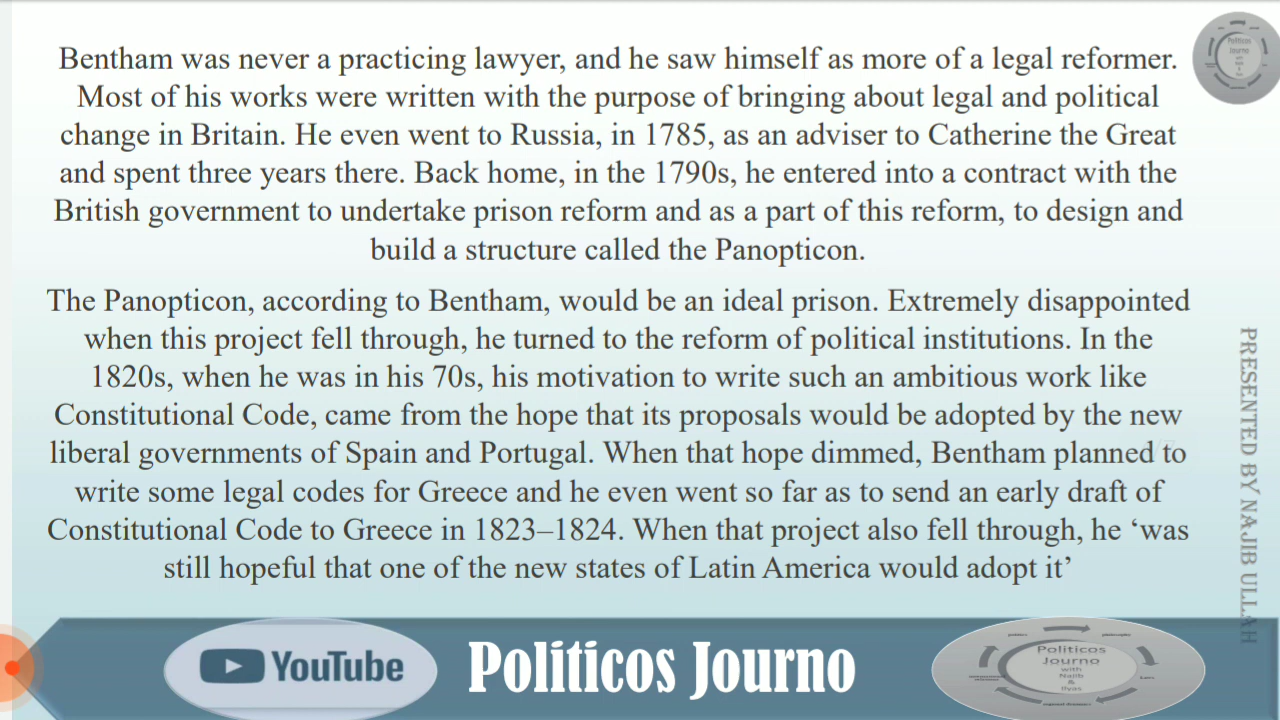 Bentham was never a practicing lawyer, and he saw himself as more of a legal reformer.
Most of his works were written with the purpose of bringing about legal and political
change in Britain. He even went to Russia, in 1785, as an adviser to Catherine the Great
and spent three years there. Back home, in the 1790s, he entered into a contract with the
British government to undertake prison reform and as a part of this reform, to design and
build a structure called the Panopticon.
The Panopticon, according to Bentham, would be an ideal prison. Extremely disappointed
when this project fell through, he turned to the reform of political institutions. In the
1820s, when he was in his 70s, his motivation to write such an ambitious work like
Constitutional Code, came from the hope that its proposals would be adopted by the new
liberal governments of Spain and Portugal. When that hope dimmed, Bentham planned to
write some legal codes for Greece and he even went so far as to send an early draft of
Constitutional Code to Greece in 1823–1824. When that project also fell through, he ‘was
still hopeful that one of the new states of Latin America would adopt it’
PRESENTED BY NAJIB ULLAH
Politicos
Journo
with
YouTube
Politicos Journo
Politicos
Journo
with
Najib
&
Ilyas